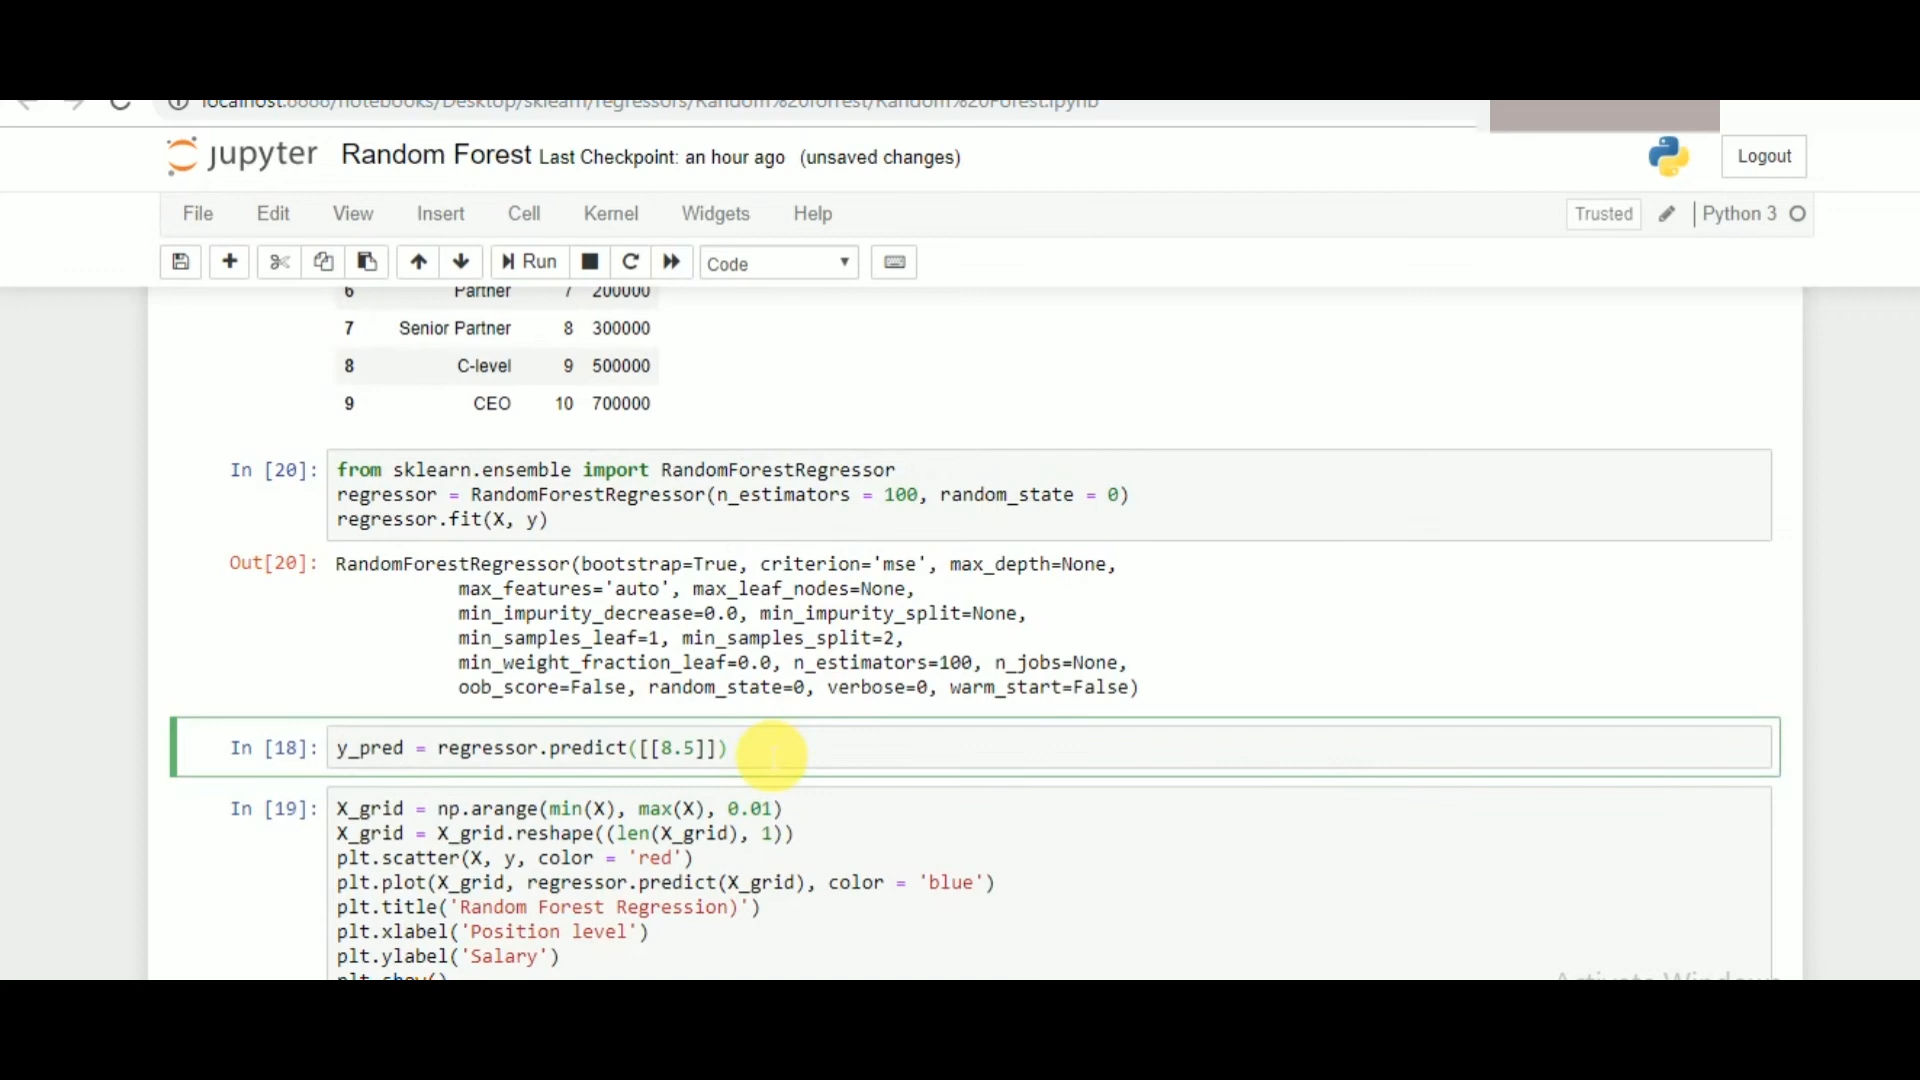 localhost:8888/notebooks/Desktop/sklearn/regressors/Random%20forrest/Random%20Forest.ipynb
jupyter Random Forest Last Checkpoint: an hour ago (unsaved changes)
Logout
File Edit View Insert Cell Kernel Widgets Help
Trusted Python 3
Run Code
6 Partner 7 200000
7 Senior Partner 8 300000
8 C-level 9 500000
9 CEO 10 700000
In [20]: from sklearn.ensemble import RandomForestRegressor
regressor = RandomForestRegressor(n_estimators = 100, random_state = 0)
regressor.fit(X, y)
Out[20]: RandomForestRegressor(bootstrap=True, criterion='mse', max_depth=None,
max_features='auto', max_leaf_nodes=None,
min_impurity_decrease=0.0, min_impurity_split=None,
min_samples_leaf=1, min_samples_split=2,
min_weight_fraction_leaf=0.0, n_estimators=100, n_jobs=None,
oob_score=False, random_state=0, verbose=0, warm_start=False)
In [18]: y_pred = regressor.predict([[8.5]])
In [19]: X_grid = np.arange(min(X), max(X), 0.01)
X_grid = X_grid.reshape((len(X_grid), 1))
plt.scatter(X, y, color = 'red')
plt.plot(X_grid, regressor.predict(X_grid), color = 'blue')
plt.title('Random Forest Regression)')
plt.xlabel('Position level')
plt.ylabel('Salary')
plt.show()
Activate Windows